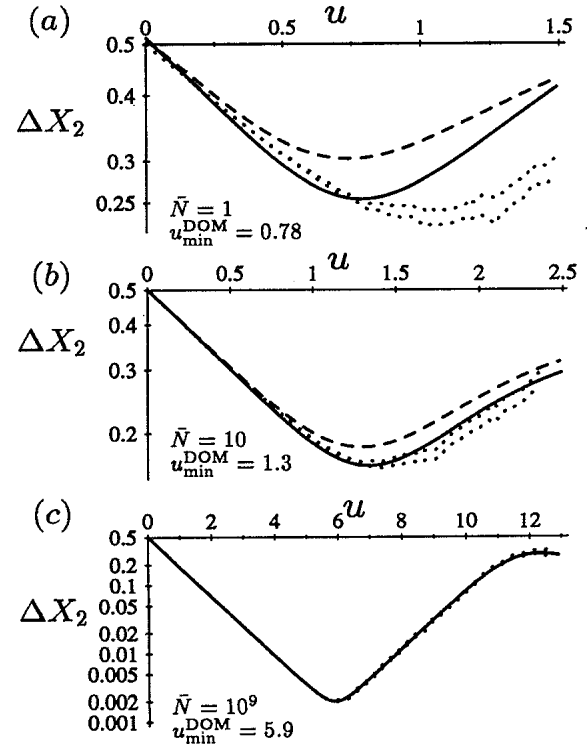 (a)
u
0 0.5 1 1.5
0.5
0.4
ΔX₂
0.3
0.25
N̄ = 1
u_min^DOM = 0.78
(b)
u
0 0.5 1 1.5 2 2.5
0.5
0.4
ΔX₂
0.3
0.2
N̄ = 10
u_min^DOM = 1.3
(c)
u
0 2 4 6 8 10 12
0.5
0.2
0.1
0.05
ΔX₂
0.02
0.01
0.005
0.002
0.001
N̄ = 10⁹
u_min^DOM = 5.9